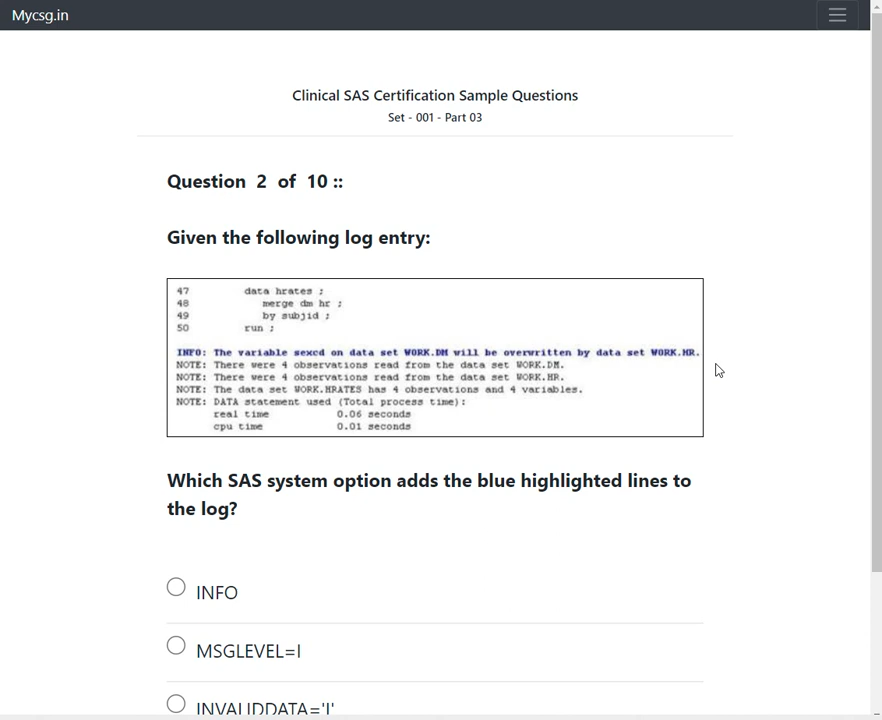 Mycsg.in
Clinical SAS Certification Sample Questions
Set - 001 - Part 03
Question 2 of 10 ::
Given the following log entry:
47 data hrates ;
48 merge dm hr ;
49 by subjid ;
50 run ;
INFO: The variable sexcd on data set WORK.DM will be overwritten by data set WORK.HR.
NOTE: There were 4 observations read from the data set WORK.DM.
NOTE: There were 4 observations read from the data set WORK.HR.
NOTE: The data set WORK.HRATES has 4 observations and 4 variables.
NOTE: DATA statement used (Total process time):
real time 0.06 seconds
cpu time 0.01 seconds
Which SAS system option adds the blue highlighted lines to
the log?
INFO
MSGLEVEL=I
INVALIDDATA='I'